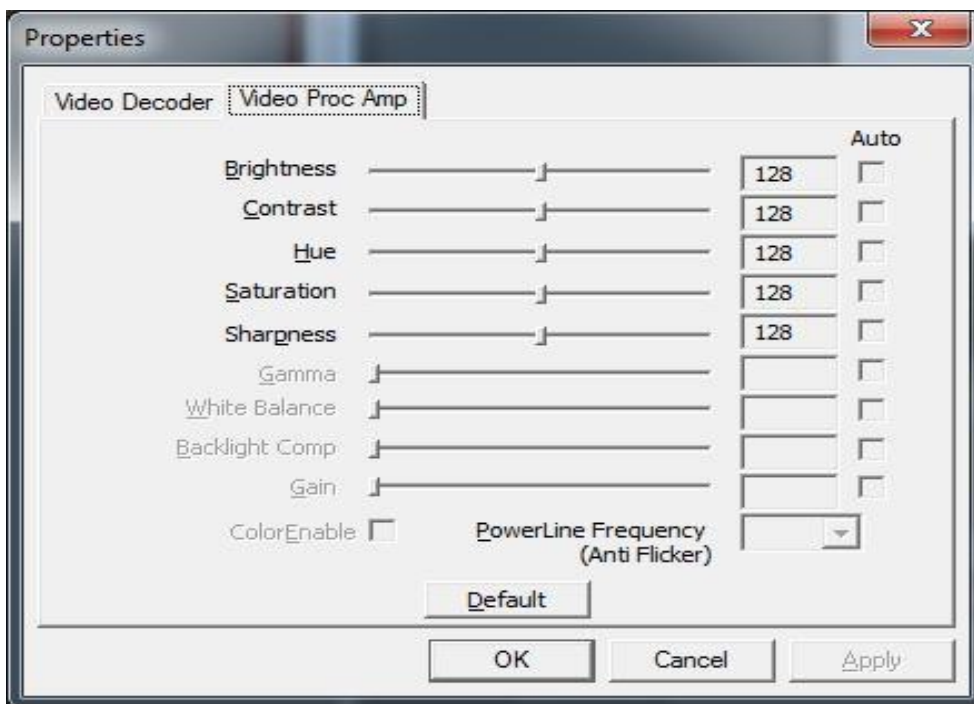 Properties
Video Decoder Video Proc Amp
Auto
Brightness 128
Contrast 128
Hue 128
Saturation 128
Sharpness 128
Gamma
White Balance
Backlight Comp
Gain
ColorEnable PowerLine Frequency
(Anti Flicker)
Default
OK Cancel Apply